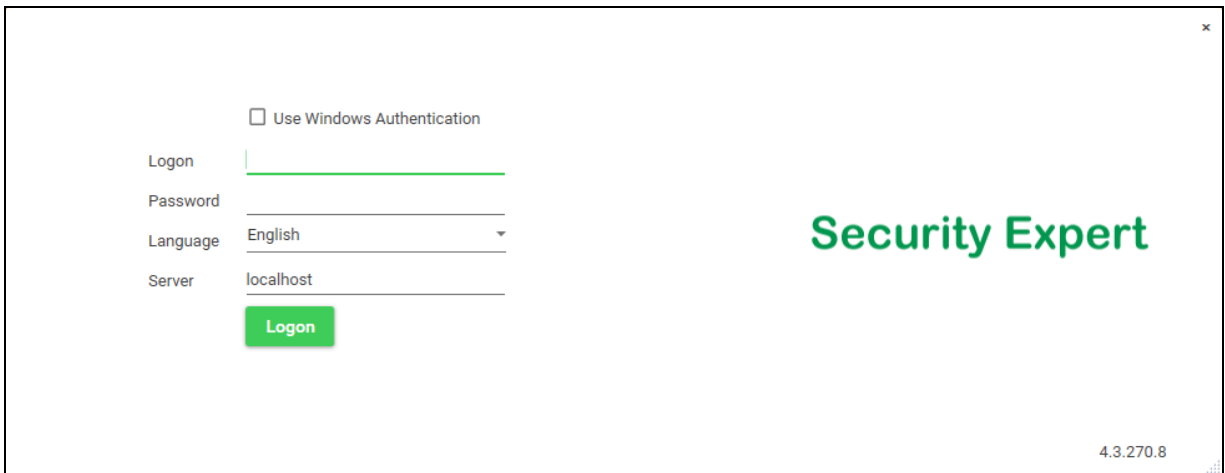 ×
Use Windows Authentication
Logon
Password
Language English
Security Expert
Server localhost
Logon
4.3.270.8